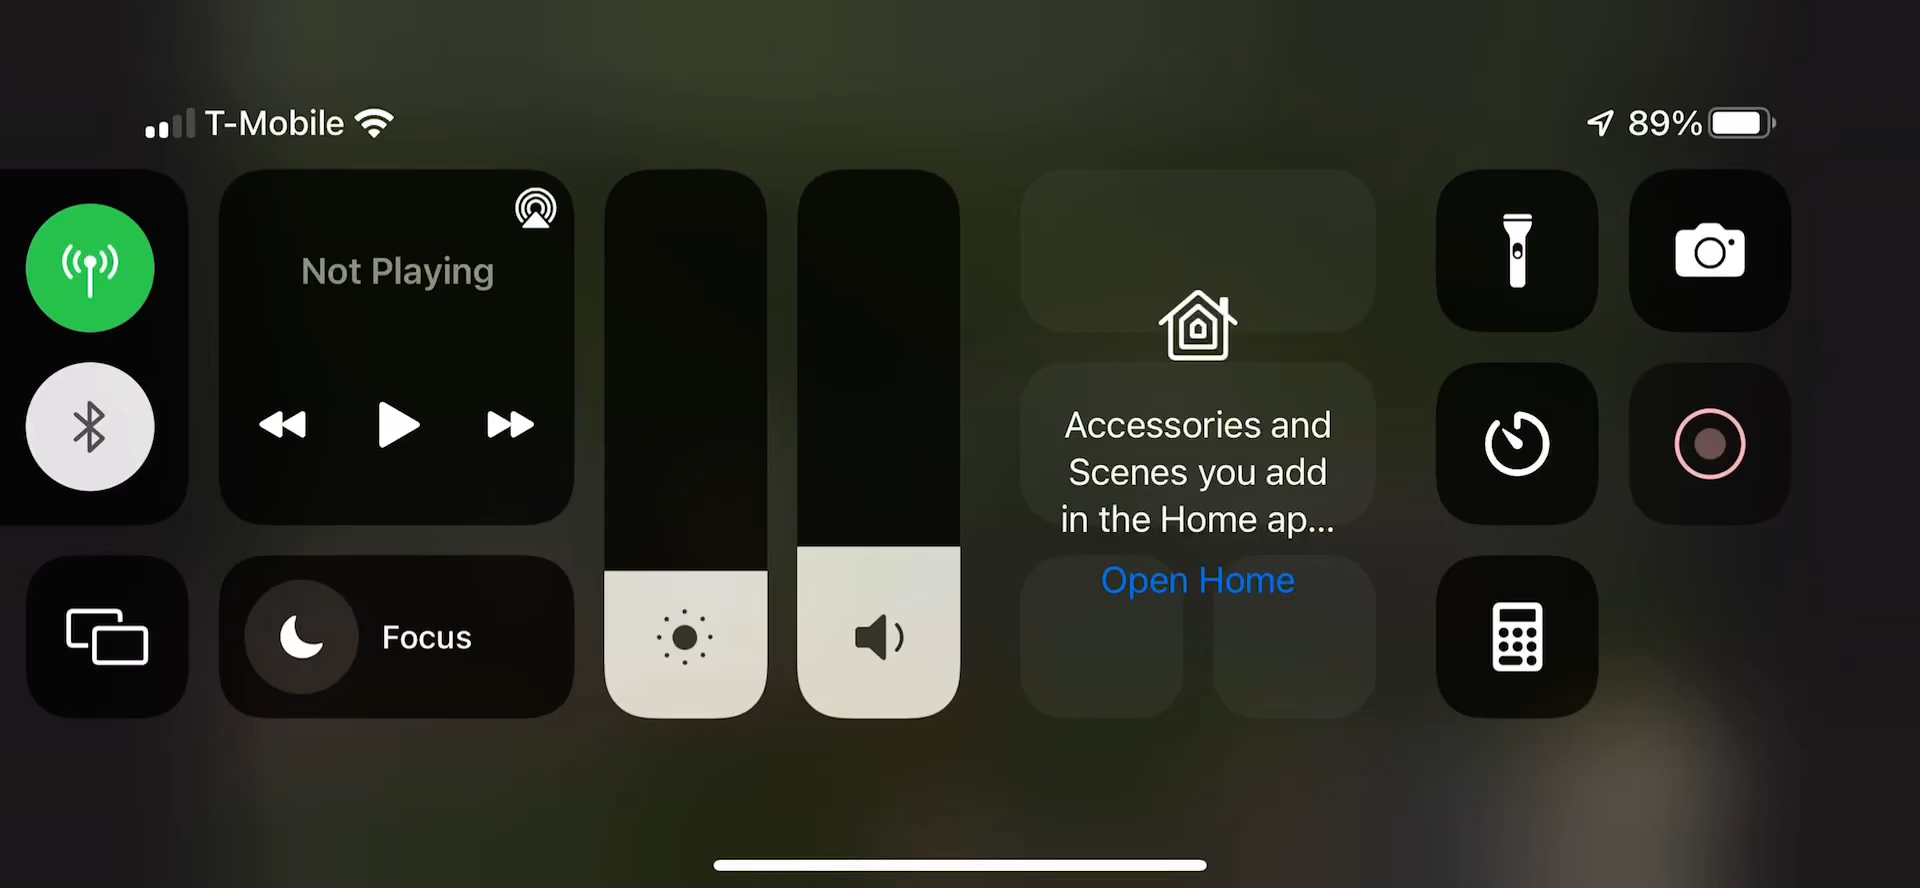 T-Mobile
89%
Not Playing
Accessories and
Scenes you add
in the Home ap...
Open Home
Focus